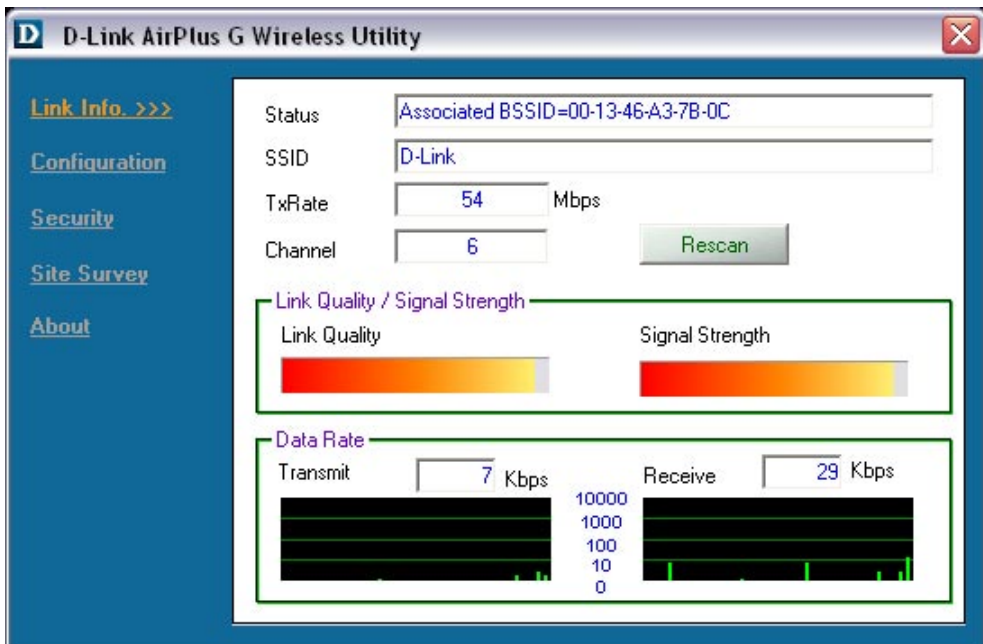 D D-Link AirPlus G Wireless Utility
Link Info. >>>
Configuration
Security
Site Survey
About
Status Associated BSSID=00-13-46-A3-7B-0C
SSID D-Link
TxRate 54 Mbps
Channel 6 Rescan
Link Quality / Signal Strength
Link Quality Signal Strength
Data Rate
Transmit 7 Kbps Receive 29 Kbps
10000
1000
100
10
0